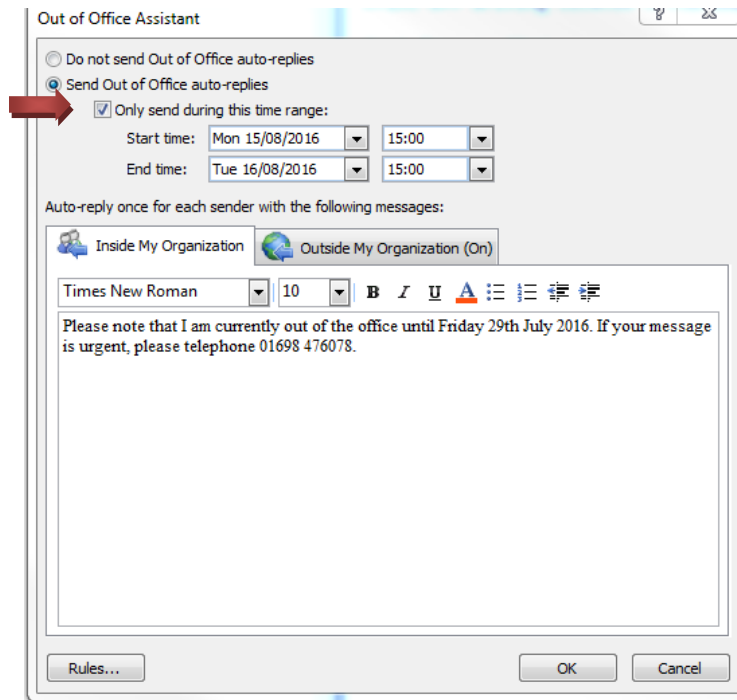 Out of Office Assistant
Do not send Out of Office auto-replies
Send Out of Office auto-replies
Only send during this time range:
Start time: Mon 15/08/2016 15:00
End time: Tue 16/08/2016 15:00
Auto-reply once for each sender with the following messages:
Inside My Organization Outside My Organization (On)
Times New Roman 10 B I U A
Please note that I am currently out of the office until Friday 29th July 2016. If your message
is urgent, please telephone 01698 476078.
Rules... OK Cancel